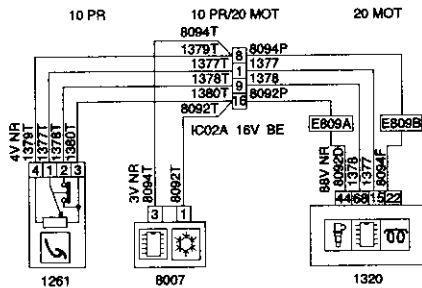 10 PR 10 PR/20 MOT 20 MOT
8094T
1379T 8 8094P
1377T 1 1377
1378T 9 1378
1380T 16 8092P
8092T
IC02A 16V BE
E809A E809B
4V NR
1379T
1377T
1378T
1380T
3V NR
8094T
8092T
88V NR
8092D
1378
1377
8094F
4 1 2 3
3 1
44 68 15 22
1261 8007 1320